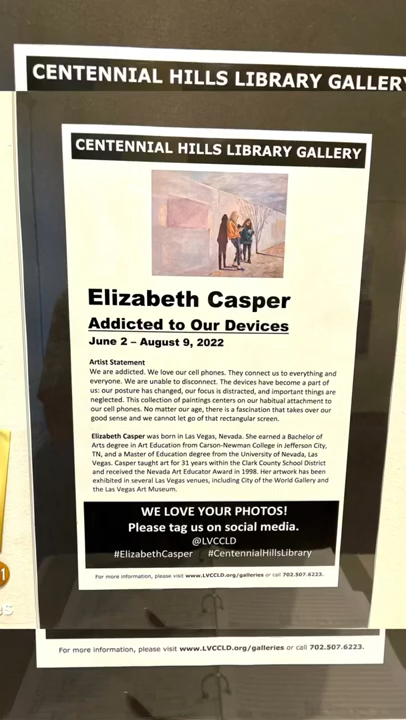 CENTENNIAL HILLS LIBRARY GALLERY
CENTENNIAL HILLS LIBRARY GALLERY
Elizabeth Casper
Addicted to Our Devices
June 2 – August 9, 2022
Artist Statement
We are addicted. We love our cell phones. They connect us to everything and
everyone. We are unable to disconnect. The devices have become a part of
us: our posture has changed, our focus is distracted, and important things are
neglected. This collection of paintings centers on our habitual attachment to
our cell phones. No matter our age, there is a fascination that takes over our
good sense and we cannot let go of that rectangular screen.
Elizabeth Casper was born in Las Vegas, Nevada. She earned a Bachelor of
Arts degree in Art Education from Carson-Newman College in Jefferson City,
TN, and a Master of Education degree from the University of Nevada, Las
Vegas. Casper taught art for 31 years within the Clark County School District
and received the Nevada Art Educator Award in 1998. Her artwork has been
exhibited in several Las Vegas venues, including City of the World Gallery and
the Las Vegas Art Museum.
WE LOVE YOUR PHOTOS!
Please tag us on social media.
@LVCCLD
#ElizabethCasper #CentennialHillsLibrary
For more information, please visit www.LVCCLD.org/galleries or call 702.507.6223.
For more information, please visit www.LVCCLD.org/galleries or call 702.507.6223.